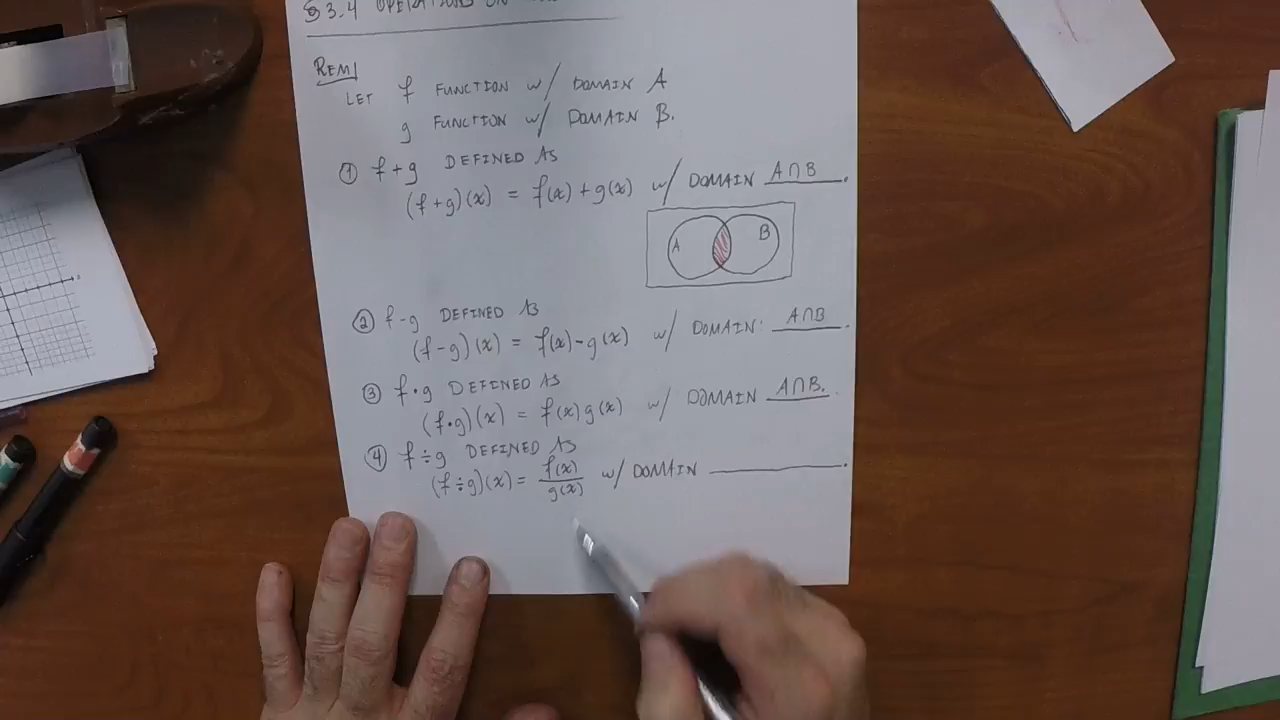 §3.4 OPERATIONS ON
REM
LET f FUNCTION w/ DOMAIN A
g FUNCTION w/ DOMAIN B.
① f+g DEFINED AS
(f+g)(x) = f(x)+g(x) w/ DOMAIN A∩B.
A B
② f-g DEFINED AS
(f-g)(x) = f(x)-g(x) w/ DOMAIN: A∩B.
③ f·g DEFINED AS
(f·g)(x) = f(x)g(x) w/ DOMAIN A∩B.
④ f÷g DEFINED AS
(f÷g)(x) = f(x)/g(x) w/ DOMAIN ______.